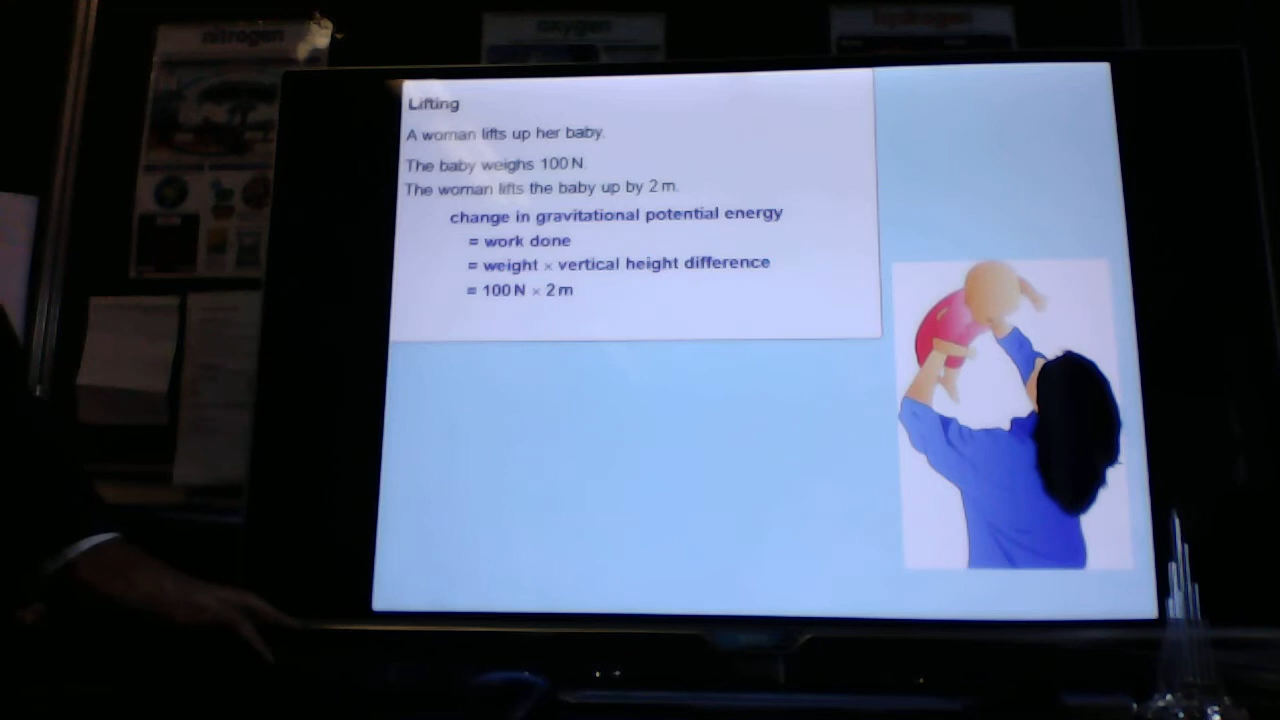 nitrogen
oxygen
hydrogen
Lifting
A woman lifts up her baby.
The baby weighs 100 N.
The woman lifts the baby up by 2 m.
change in gravitational potential energy
= work done
= weight × vertical height difference
= 100 N × 2 m